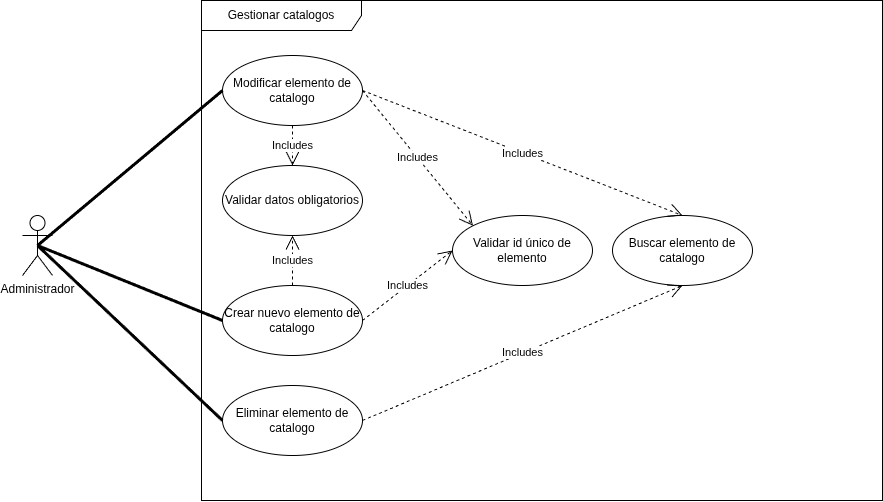 Gestionar catalogos
Modificar elemento de
catalogo
Includes
Includes
Includes
Validar datos obligatorios
Validar id único de
elemento
Buscar elemento de
catalogo
Includes
Includes
Administrador
Crear nuevo elemento de
catalogo
Includes
Eliminar elemento de
catalogo